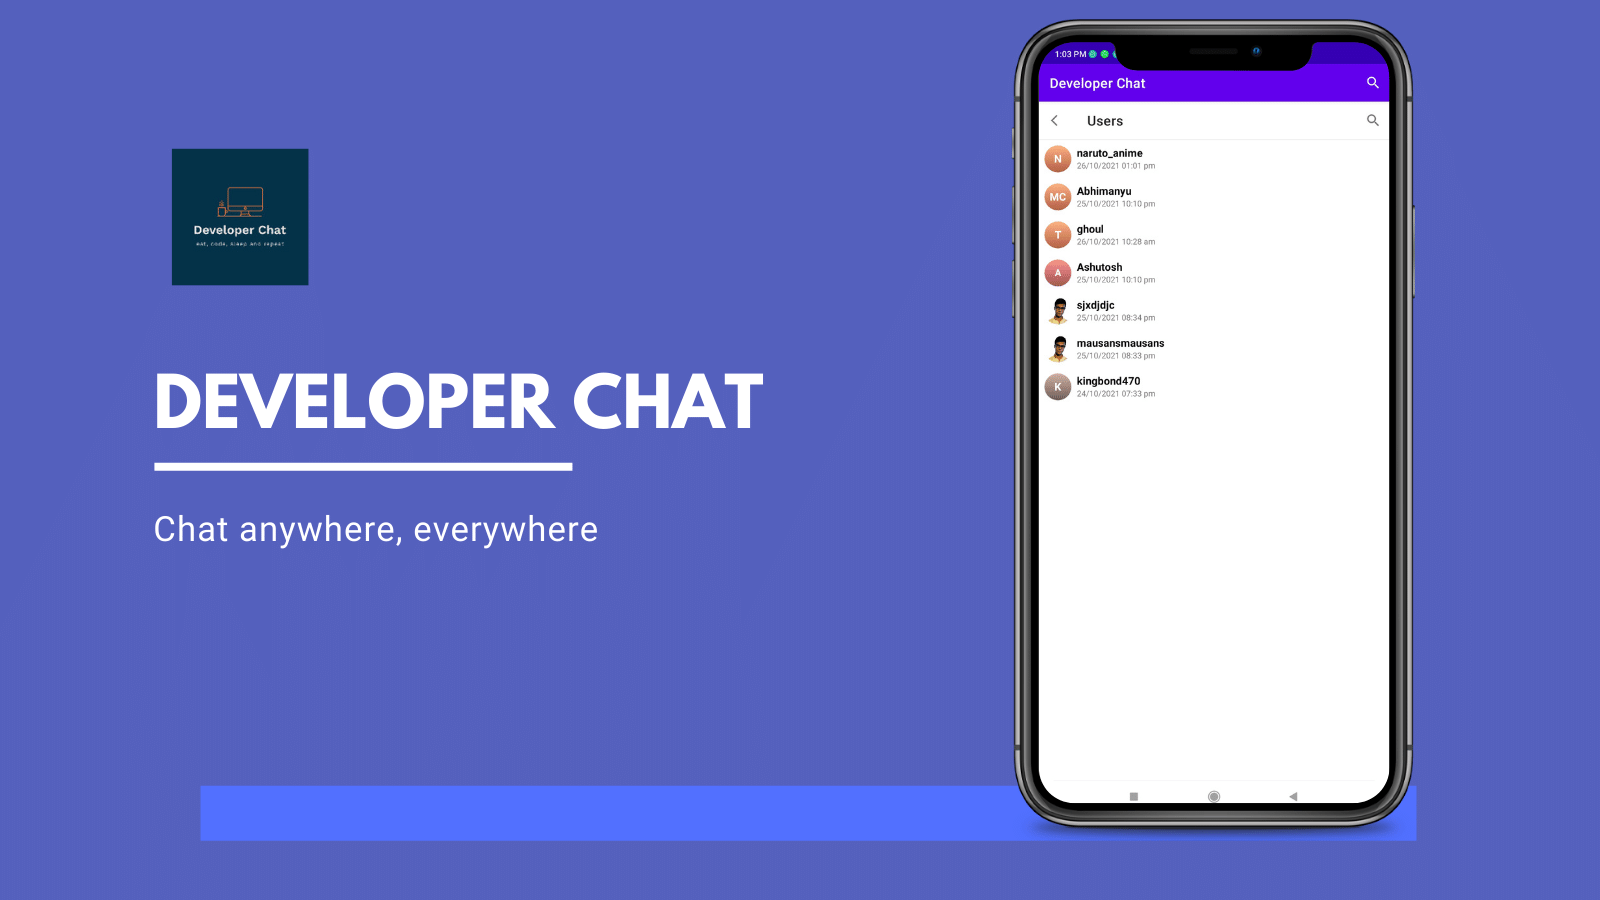 Developer Chat
eat, code, sleep and repeat
DEVELOPER CHAT
Chat anywhere, everywhere
1:03 PM
Developer Chat
Users
N
naruto_anime
26/10/2021 01:01 pm
MC
Abhimanyu
25/10/2021 10:10 pm
T
ghoul
26/10/2021 10:28 am
A
Ashutosh
25/10/2021 10:10 pm
sjxdjdjc
25/10/2021 08:34 pm
mausansmausans
25/10/2021 08:33 pm
K
kingbond470
24/10/2021 07:33 pm